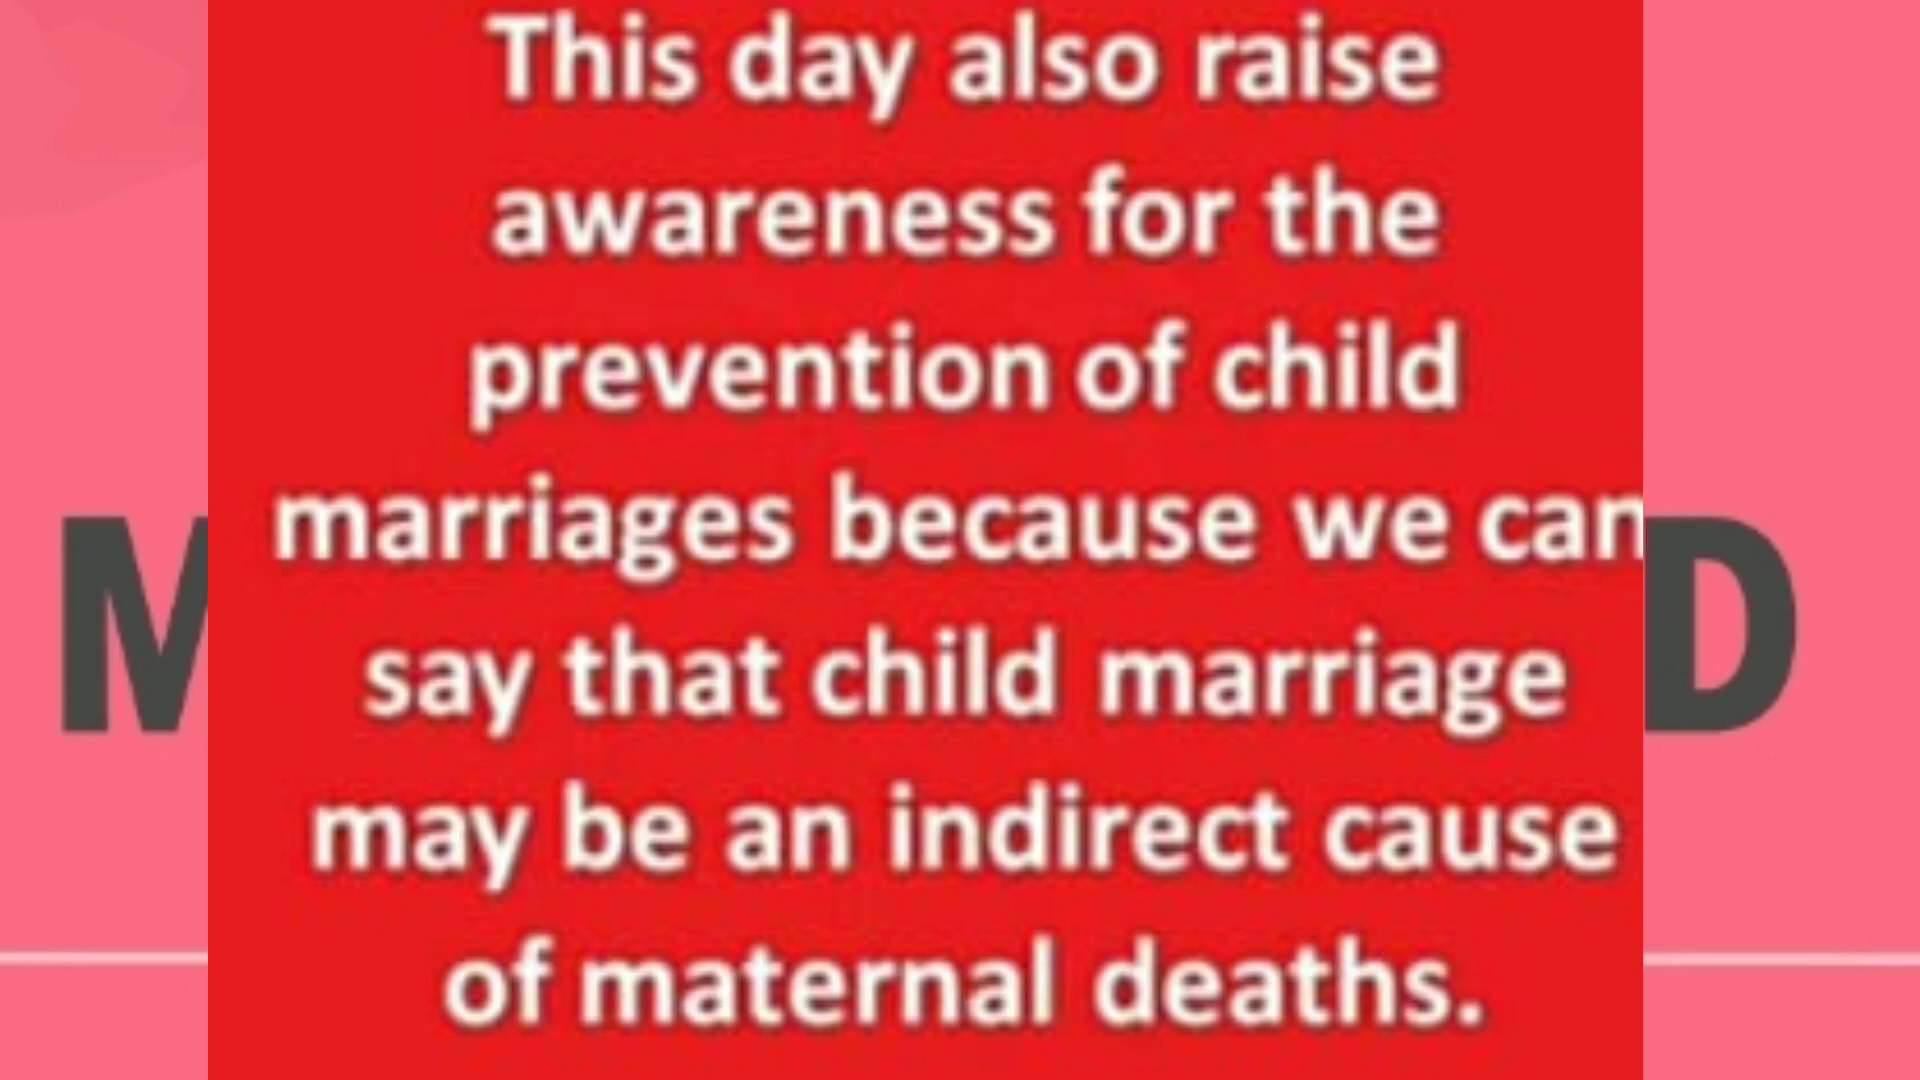 This day also raise
awareness for the
prevention of child
marriages because we can
say that child marriage
may be an indirect cause
of maternal deaths.
M
D